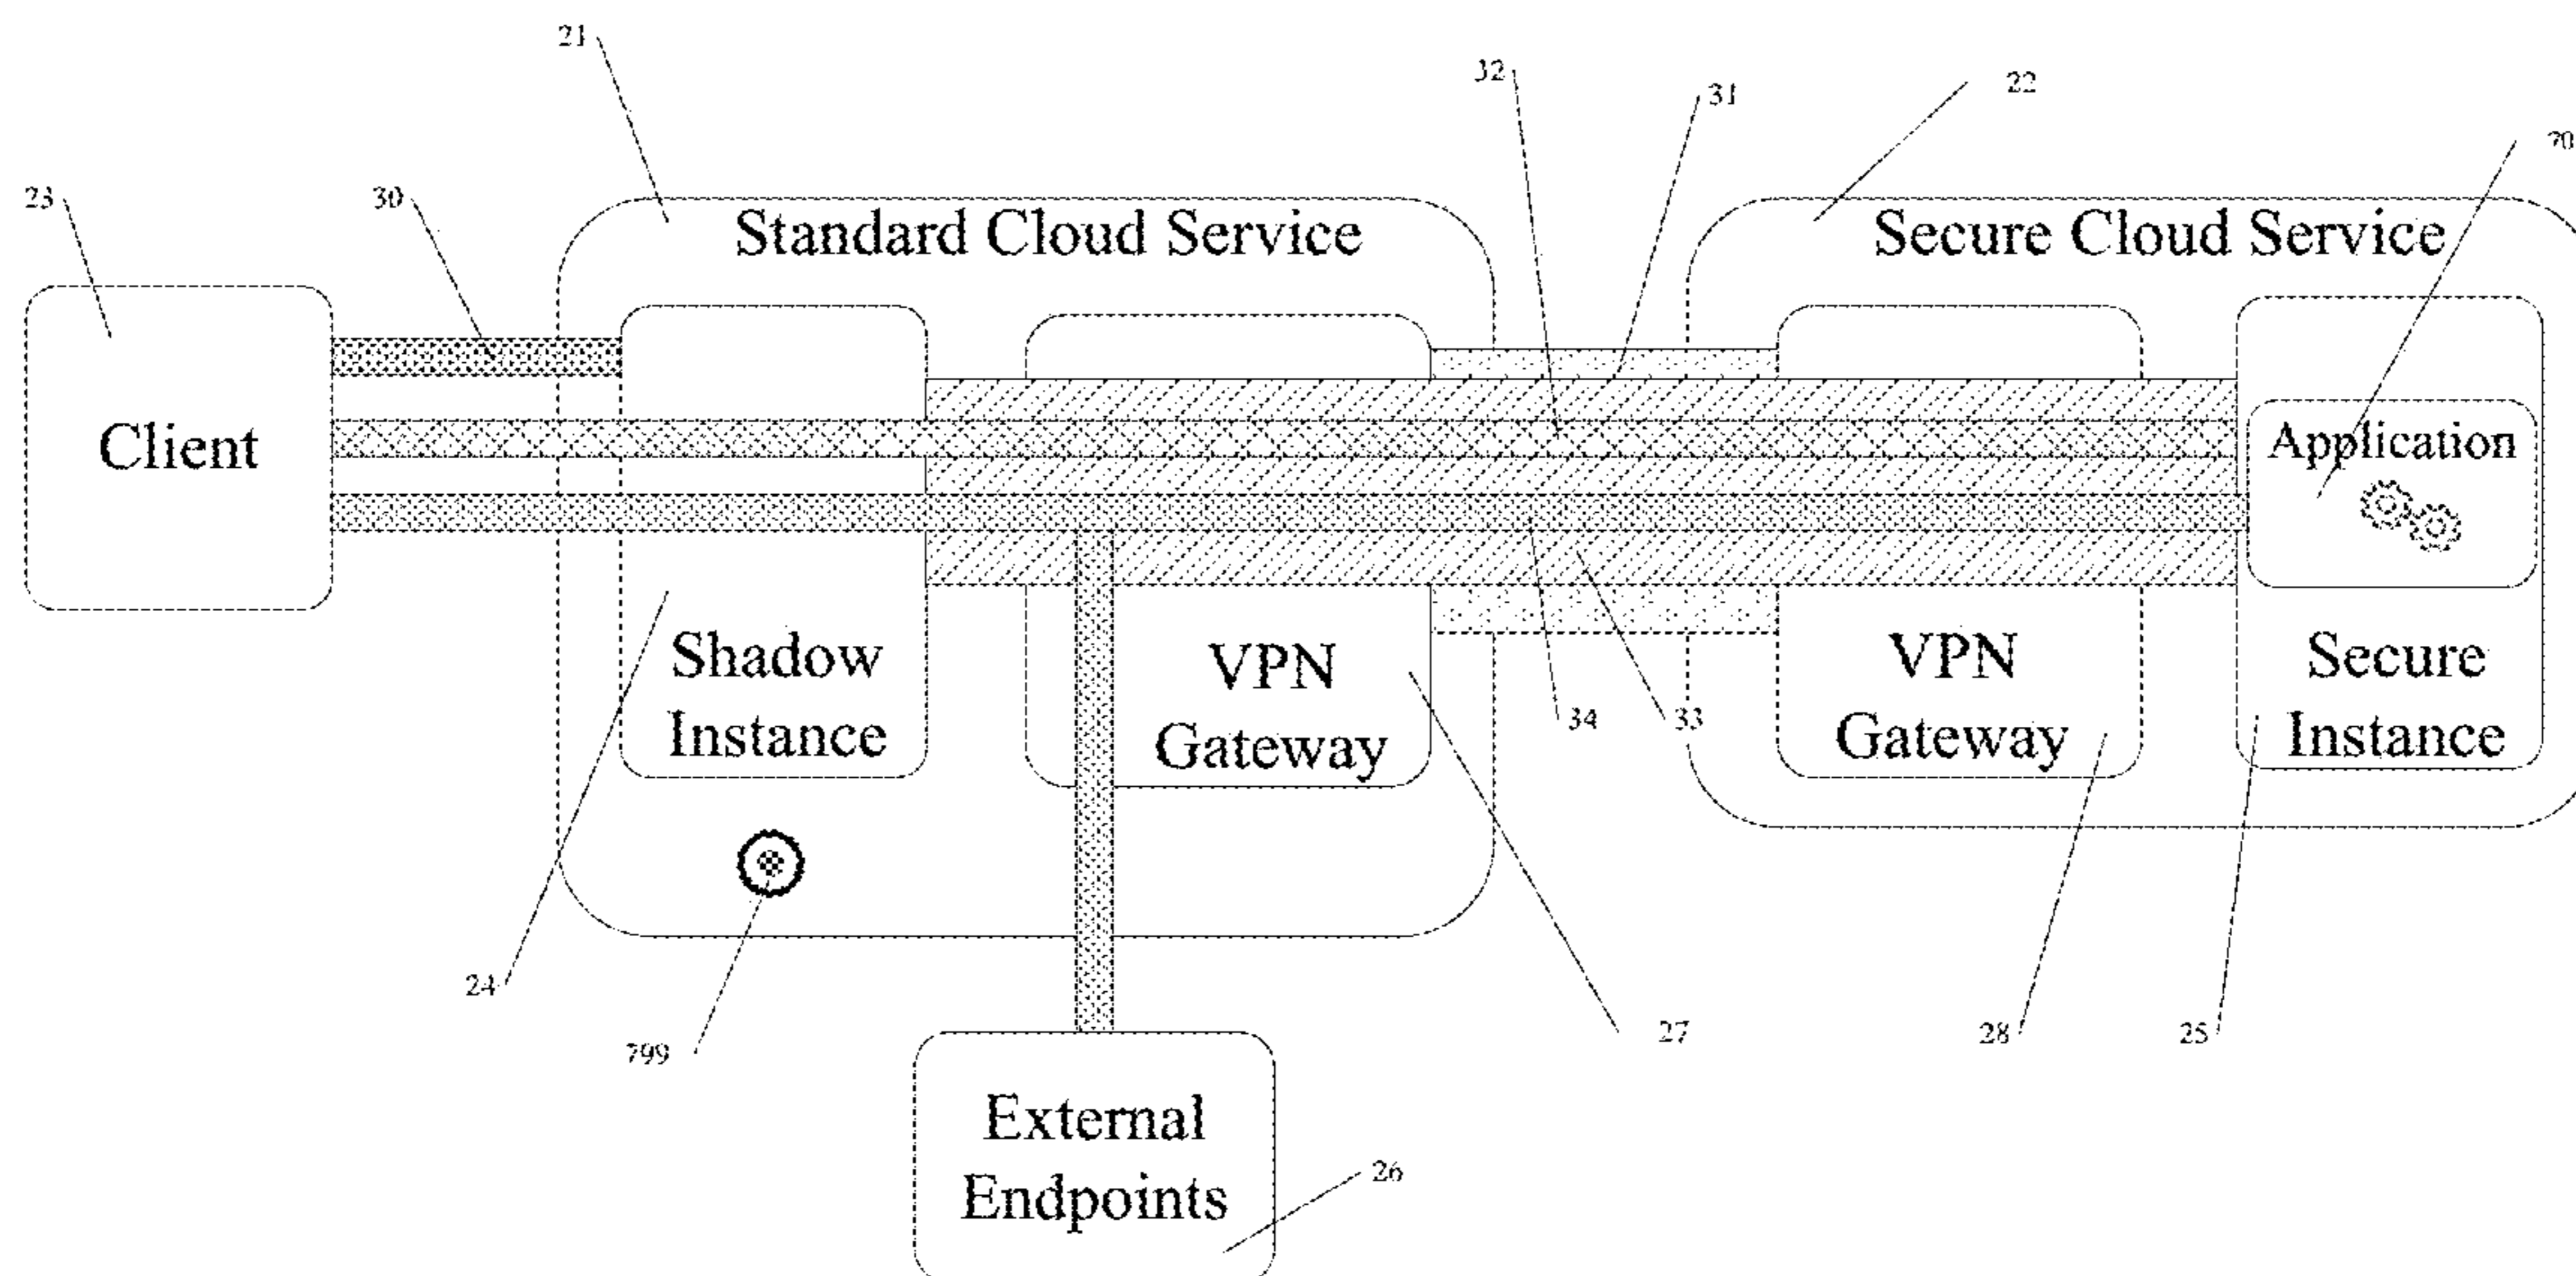 21
32
31
22
70
23
30
Standard Cloud Service
Secure Cloud Service
Client
Application
Shadow
Instance
VPN
Gateway
VPN
Gateway
Secure
Instance
34
33
24
799
27
28
25
External
Endpoints
26